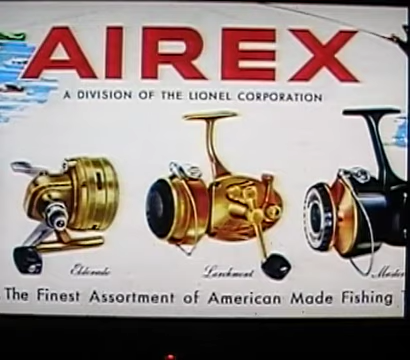 AIREX
A DIVISION OF THE LIONEL CORPORATION
Eldorado
Larchmont
The Finest Assortment of American Made Fishing